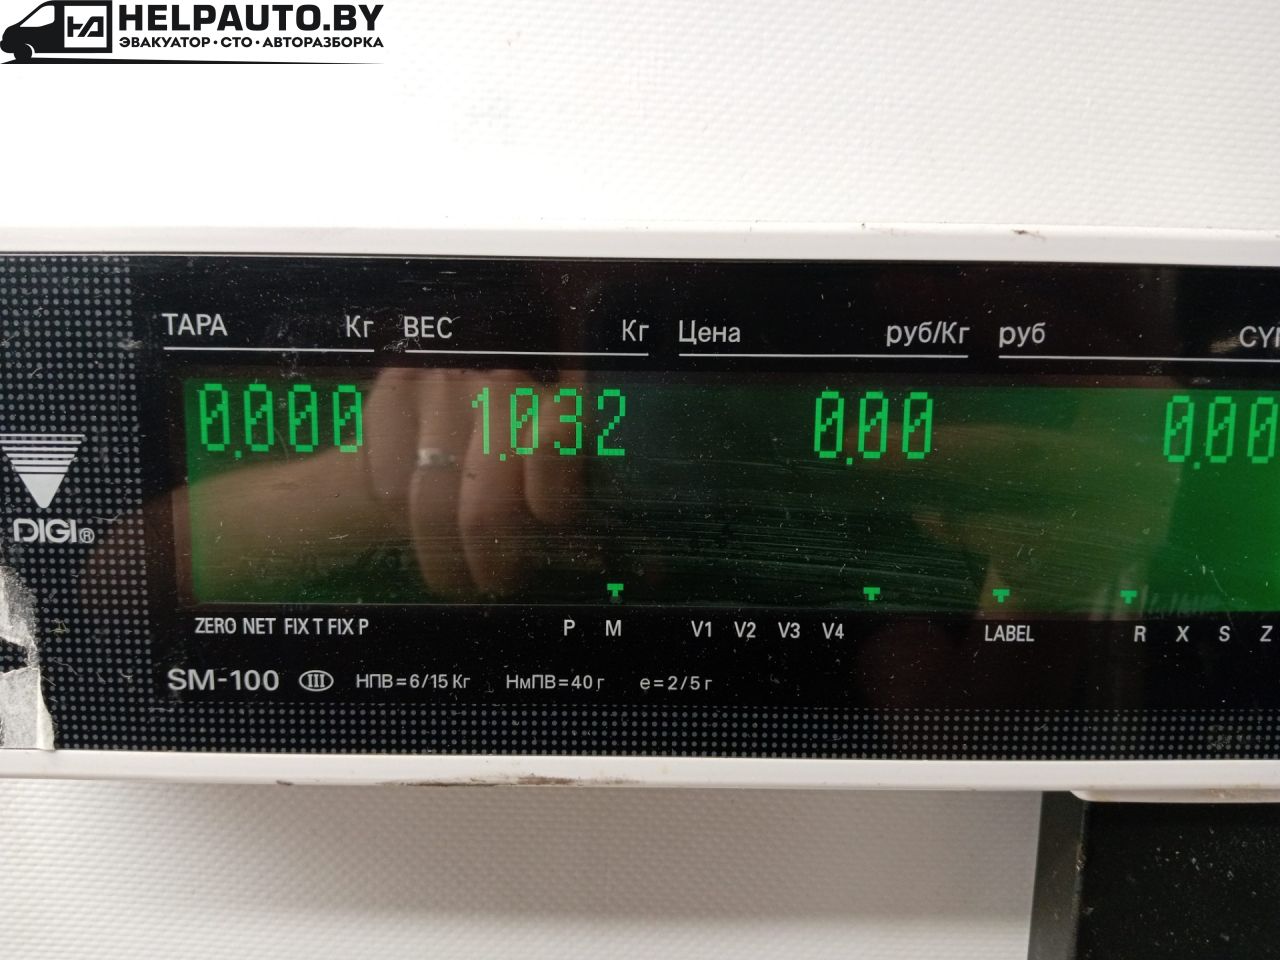 HELPAUTO.BY
ЭВАКУАТОР·СТО·АВТОРАЗБОРКА
ТАРА Кг ВЕС Кг Цена руб/Кг руб
0.000 1.032 0.00 0.00
DIGI®
ZERO NET FIX T FIX P P M V1 V2 V3 V4 LABEL R X S Z
SM-100 III НПВ=6/15 Кг НмПВ=40 г е=2/5 г